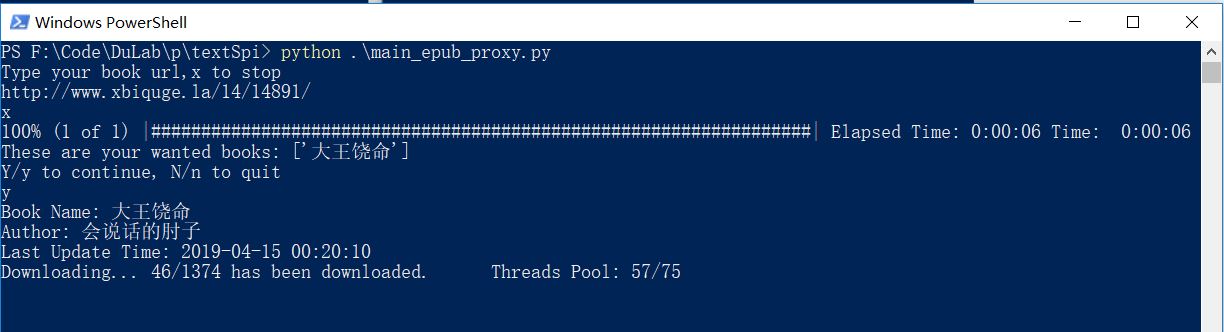 Windows PowerShell
PS F:\Code\DuLab\p\textSpi> python .\main_epub_proxy.py
Type your book url,x to stop
http://www.xbiquge.la/14/14891/
x
100% (1 of 1) |##################################################################| Elapsed Time: 0:00:06 Time:  0:00:06
These are your wanted books: ['大王饶命']
Y/y to continue, N/n to quit
y
Book Name: 大王饶命
Author: 会说话的肘子
Last Update Time: 2019-04-15 00:20:10
Downloading... 46/1374 has been downloaded.      Threads Pool: 57/75